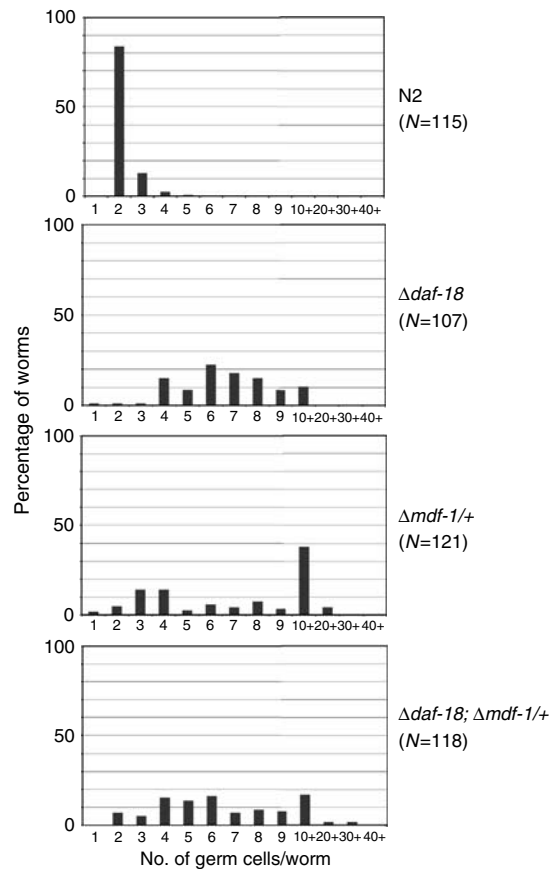 100
50
0
1 2 3 4 5 6 7 8 9 10+20+30+40+
N2
(N=115)
100
50
0
1 2 3 4 5 6 7 8 9 10+20+30+40+
Δdaf-18
(N=107)
100
50
0
1 2 3 4 5 6 7 8 9 10+20+30+40+
Δmdf-1/+
(N=121)
100
50
0
1 2 3 4 5 6 7 8 9 10+20+30+40+
Δdaf-18; Δmdf-1/+
(N=118)
Percentage of worms
No. of germ cells/worm